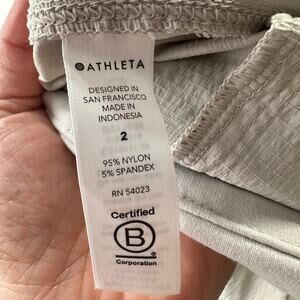 ATHLETA
DESIGNED IN
SAN FRANCISCO
MADE IN
INDONESIA
2
95% NYLON
5% SPANDEX
RN 54023
Certified
B
Corporation